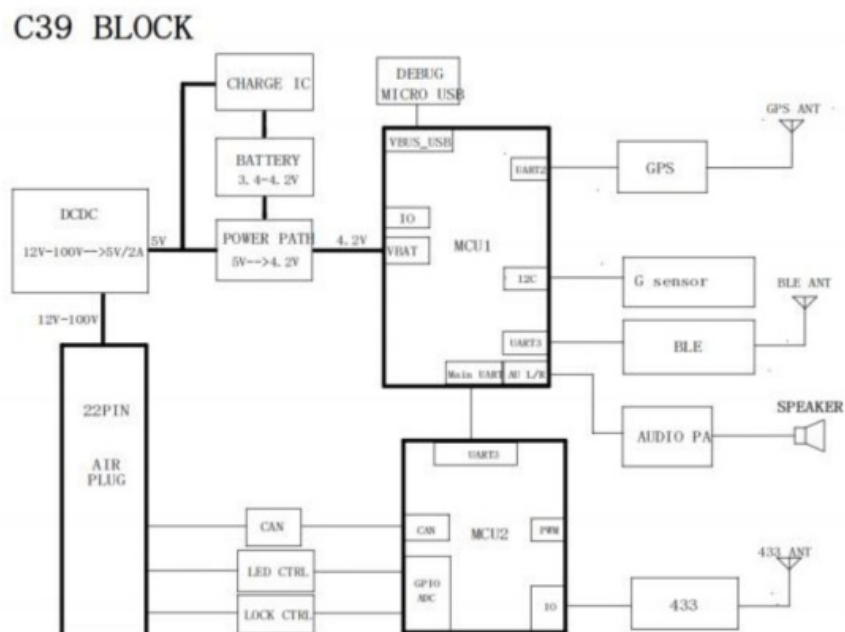 C39 BLOCK
CHARGE IC
DEBUG
MICRO USB
GPS ANT
VBUS_USB
BATTERY
3.4-4.2V
UART2
GPS
DCDC
12V-100V-->5V/2A
5V
IO
POWER PATH
5V-->4.2V
4.2V
VBAT
MCU1
I2C
G sensor
BLE ANT
12V-100V
UART3
BLE
Main UART
AU L/R
22PIN
AIR
PLUG
AUDIO PA
SPEAKER
UART3
CAN
CAN
MCU2
PWM
433 ANT
LED CTRL
GPIO
ADC
LOCK CTRL
IO
433